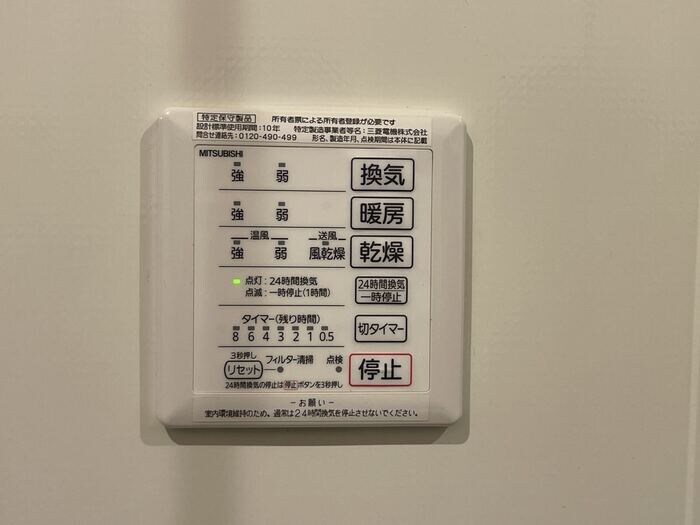 特定保守製品 所有者票による所有者登録が必要です
設計標準使用期間:10年 特定製造事業者等名:三菱電機株式会社
問合せ連絡先:0120-490-499 形名、製造年月、点検期間は本体に記載
MITSUBISHI
強 弱 換気
強 弱 暖房
温風 送風
強 弱 風乾燥 乾燥
点灯:24時間換気
点滅:一時停止(1時間)
24時間換気
一時停止
タイマー(残り時間)
8 6 4 3 2 1 0.5
切タイマー
3秒押し
リセット フィルター清掃 点検
停止
24時間換気の停止は停止ボタンを3秒押し
-お願い-
室内環境維持のため、通常は24時間換気を停止させないでください。